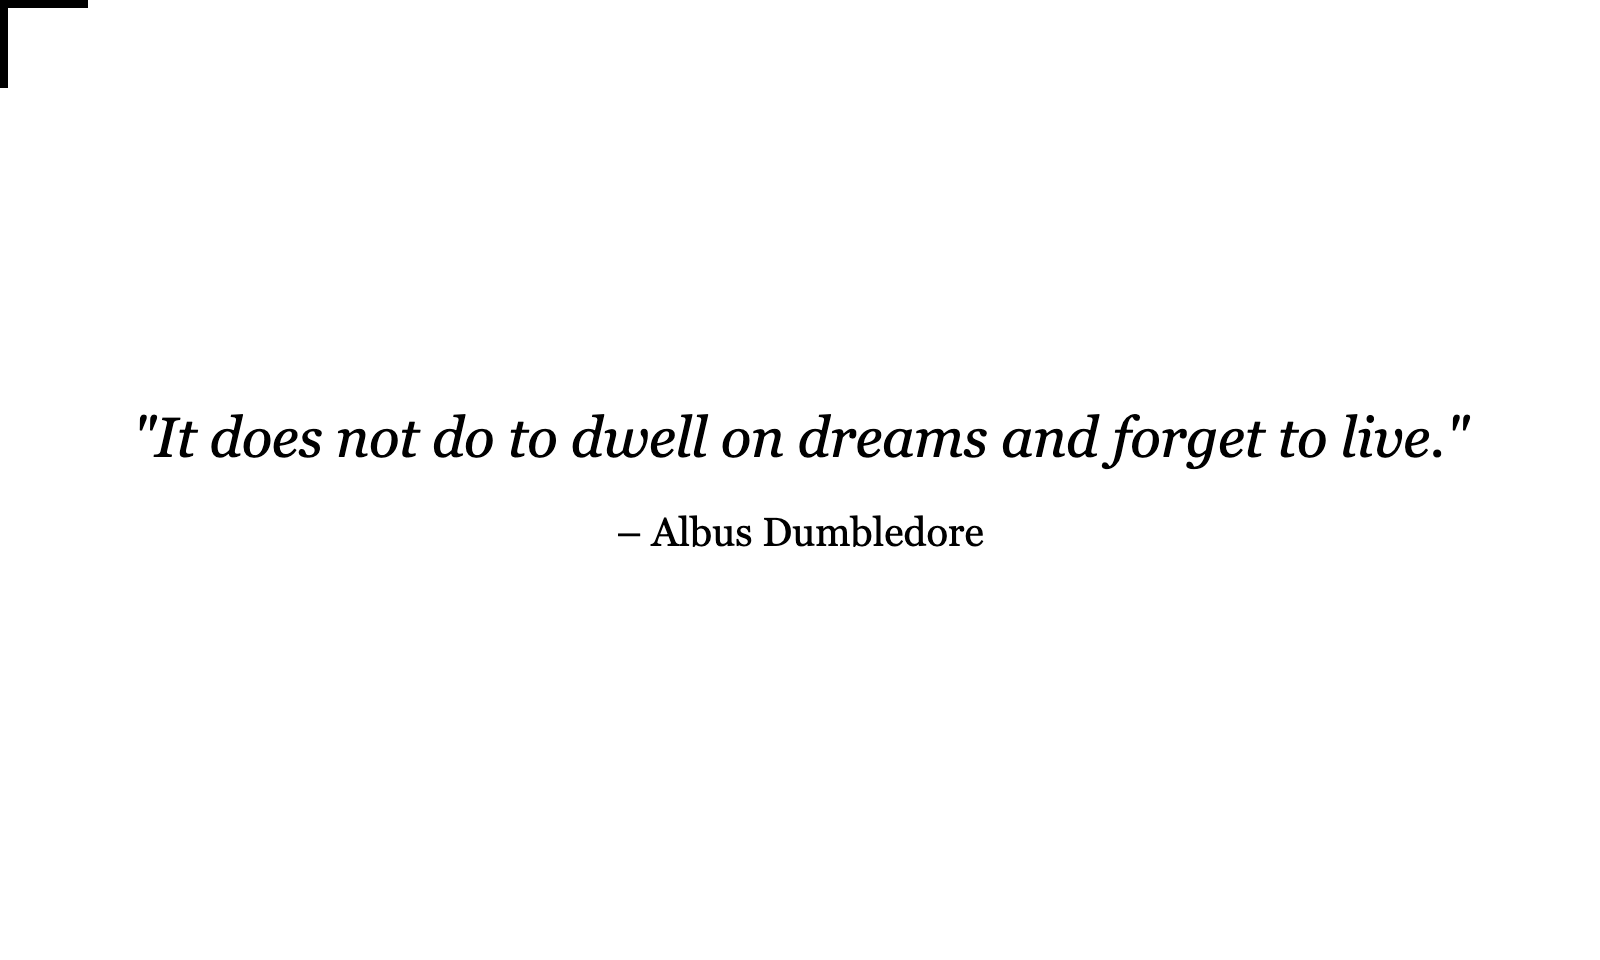 "It does not do to dwell on dreams and forget to live."
– Albus Dumbledore